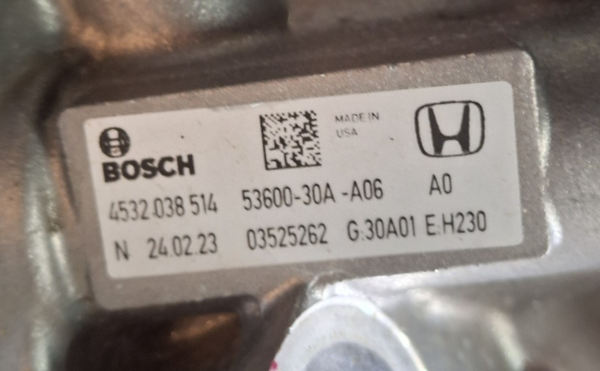 BOSCH
MADE IN
USA
4532 038 514 53600-30A -A06 A0
N 24.02.23 03525262 G:30A01 E:H230